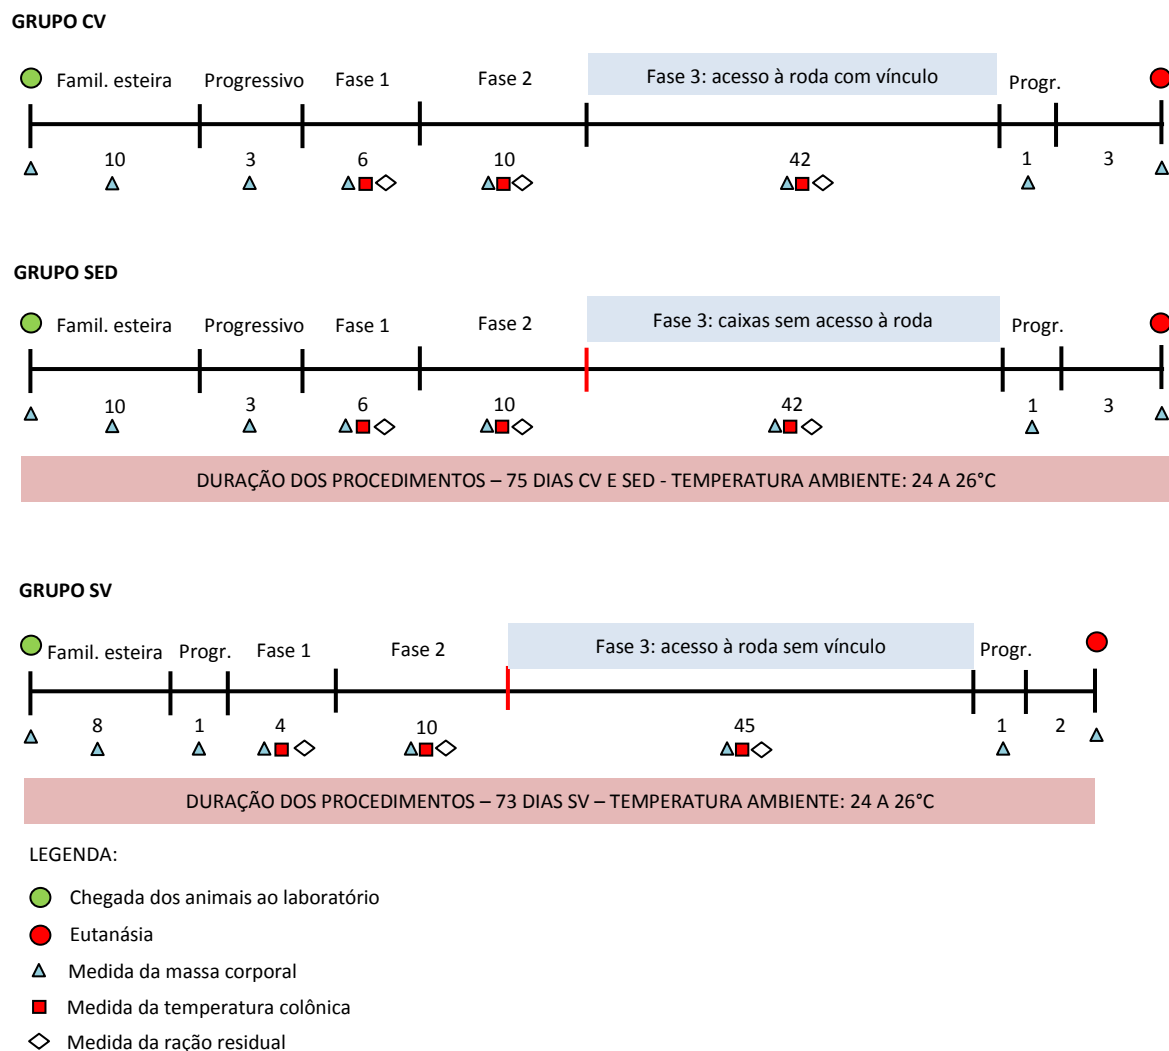 GRUPO CV
Famil. esteira Progressivo Fase 1 Fase 2 Fase 3: acesso à roda com vínculo Progr.
10 3 6 10 42 1 3
GRUPO SED
Famil. esteira Progressivo Fase 1 Fase 2 Fase 3: caixas sem acesso à roda Progr.
10 3 6 10 42 1 3
DURAÇÃO DOS PROCEDIMENTOS – 75 DIAS CV E SED - TEMPERATURA AMBIENTE: 24 A 26°C
GRUPO SV
Famil. esteira Progr. Fase 1 Fase 2 Fase 3: acesso à roda sem vínculo Progr.
8 1 4 10 45 1 2
DURAÇÃO DOS PROCEDIMENTOS – 73 DIAS SV – TEMPERATURA AMBIENTE: 24 A 26°C
LEGENDA:
Chegada dos animais ao laboratório
Eutanásia
Medida da massa corporal
Medida da temperatura colônica
Medida da ração residual